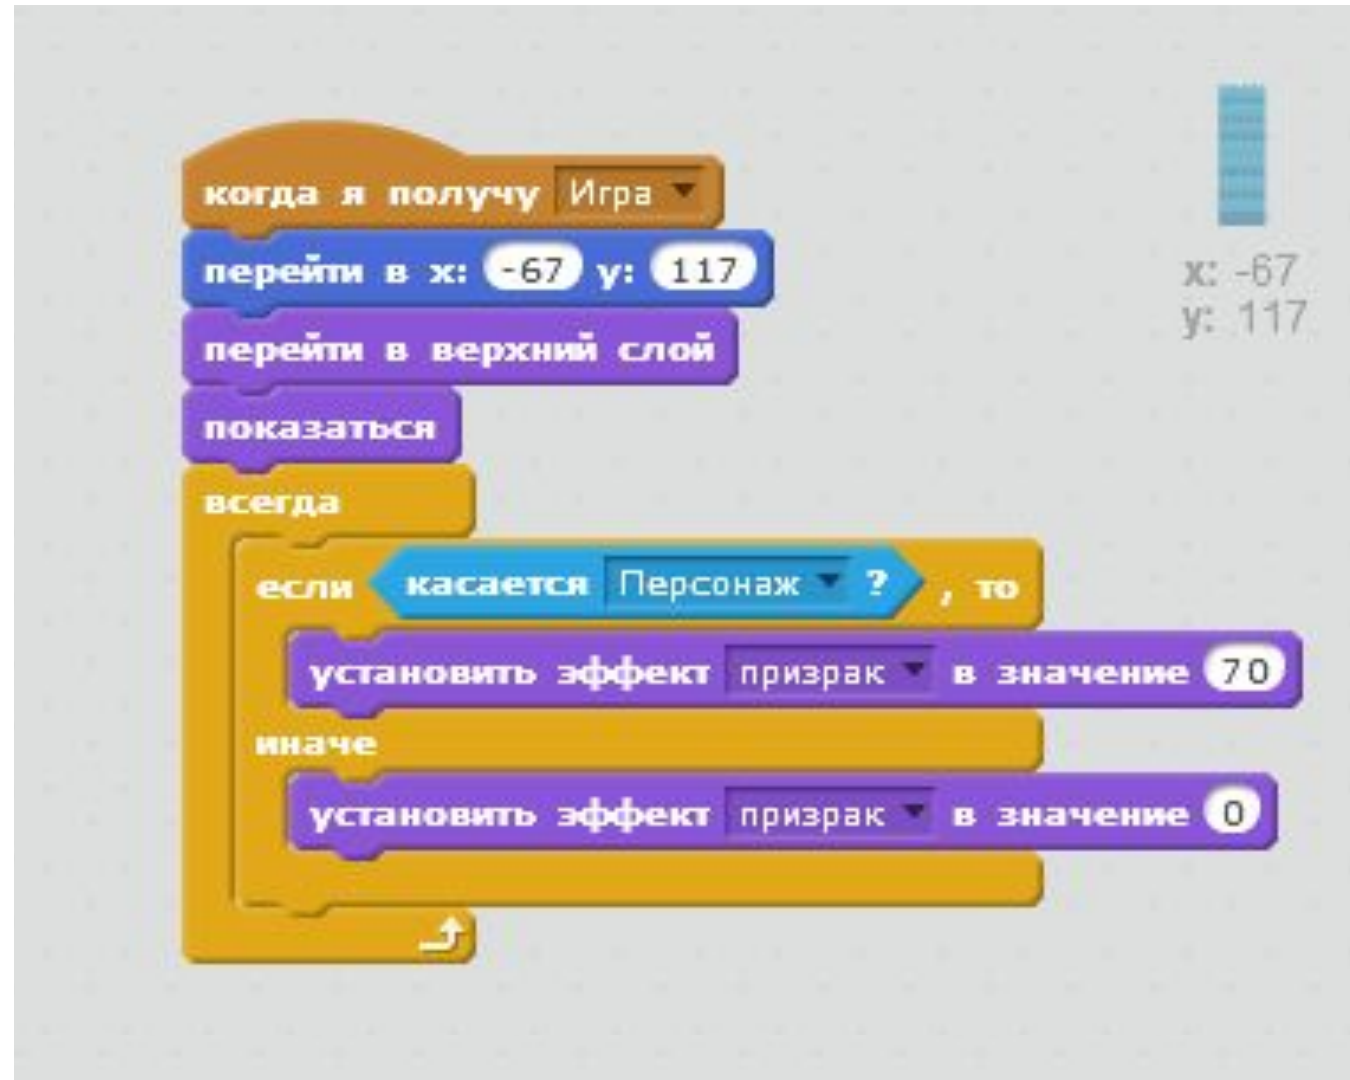 когда я получу Игра
перейти в x: -67 y: 117
перейти в верхний слой
показаться
всегда
если касается Персонаж ? , то
установить эффект призрак в значение 70
иначе
установить эффект призрак в значение 0
x: -67
y: 117